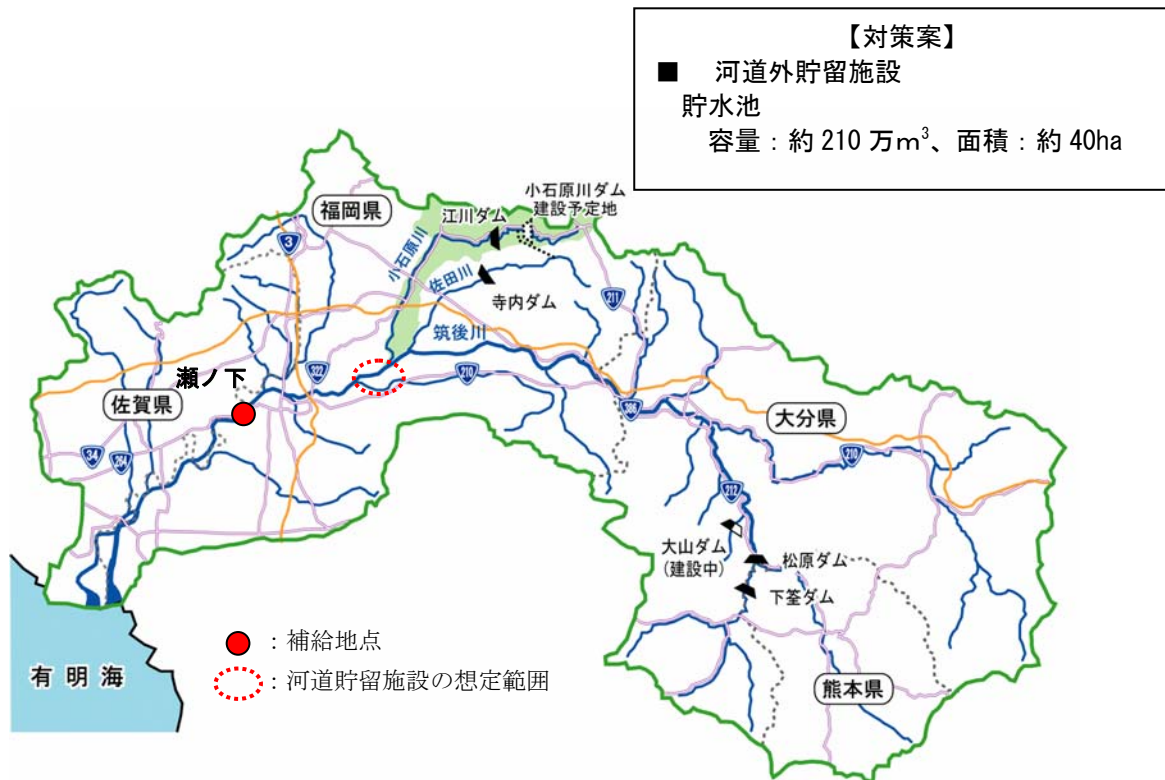 【対策案】
■ 河道外貯留施設
貯水池
容量：約 210 万m³、面積：約 40ha
小石原川ダム
建設予定地
江川ダム
福岡県
3
小石原川
佐田川
寺内ダム
211
筑後川
瀬ノ下
322
210
佐賀県
386
大分県
34
264
210
212
大山ダム
(建設中)
松原ダム
下筌ダム
：補給地点
：河道貯留施設の想定範囲
有明海
熊本県